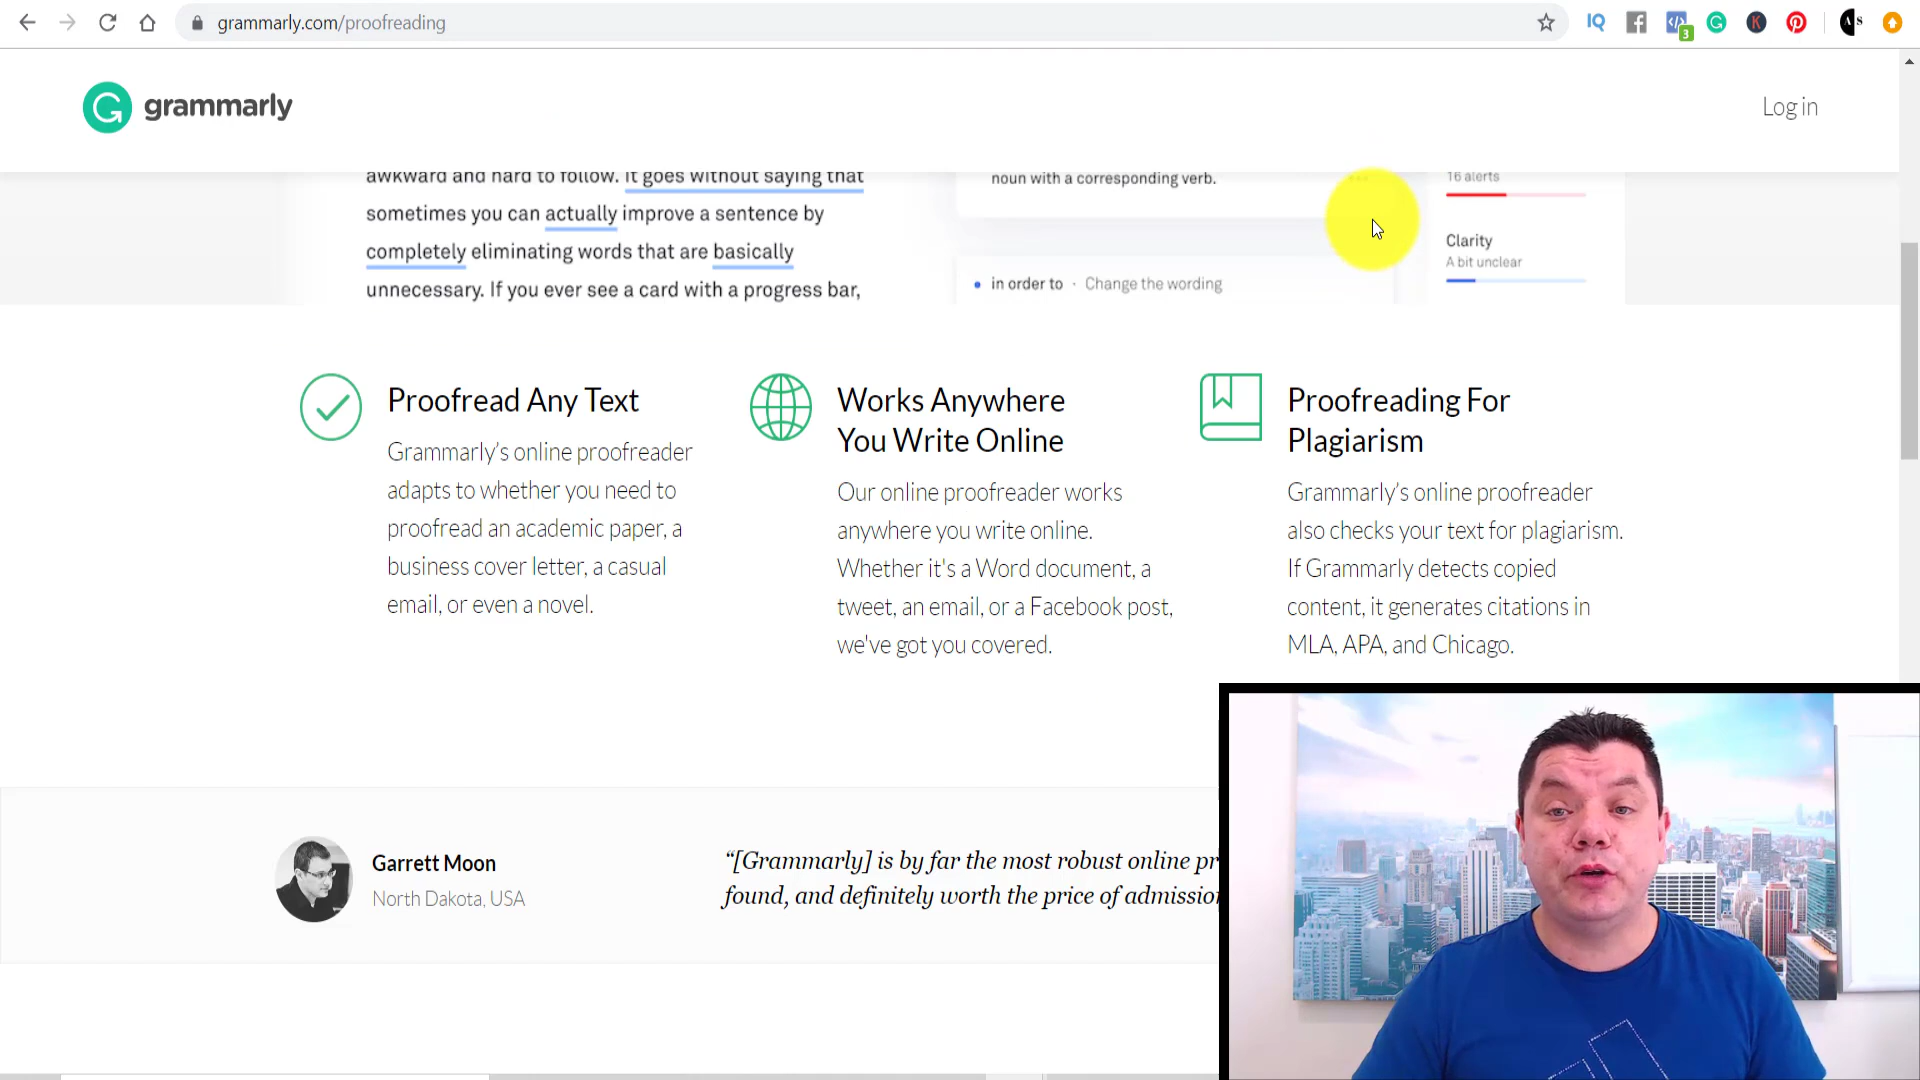 grammarly.com/proofreading
IQ
3
K
A s
grammarly
Log in
awkward and hard to follow. It goes without saying that
sometimes you can actually improve a sentence by
completely eliminating words that are basically
unnecessary. If you ever see a card with a progress bar,
noun with a corresponding verb.
in order to · Change the wording
16 alerts
Clarity
A bit unclear
Proofread Any Text
Grammarly’s online proofreader
adapts to whether you need to
proofread an academic paper, a
business cover letter, a casual
email, or even a novel.
Works Anywhere
You Write Online
Our online proofreader works
anywhere you write online.
Whether it's a Word document, a
tweet, an email, or a Facebook post,
we've got you covered.
Proofreading For
Plagiarism
Grammarly’s online proofreader
also checks your text for plagiarism.
If Grammarly detects copied
content, it generates citations in
MLA, APA, and Chicago.
Garrett Moon
North Dakota, USA
“[Grammarly] is by far the most robust online pr
found, and definitely worth the price of admission